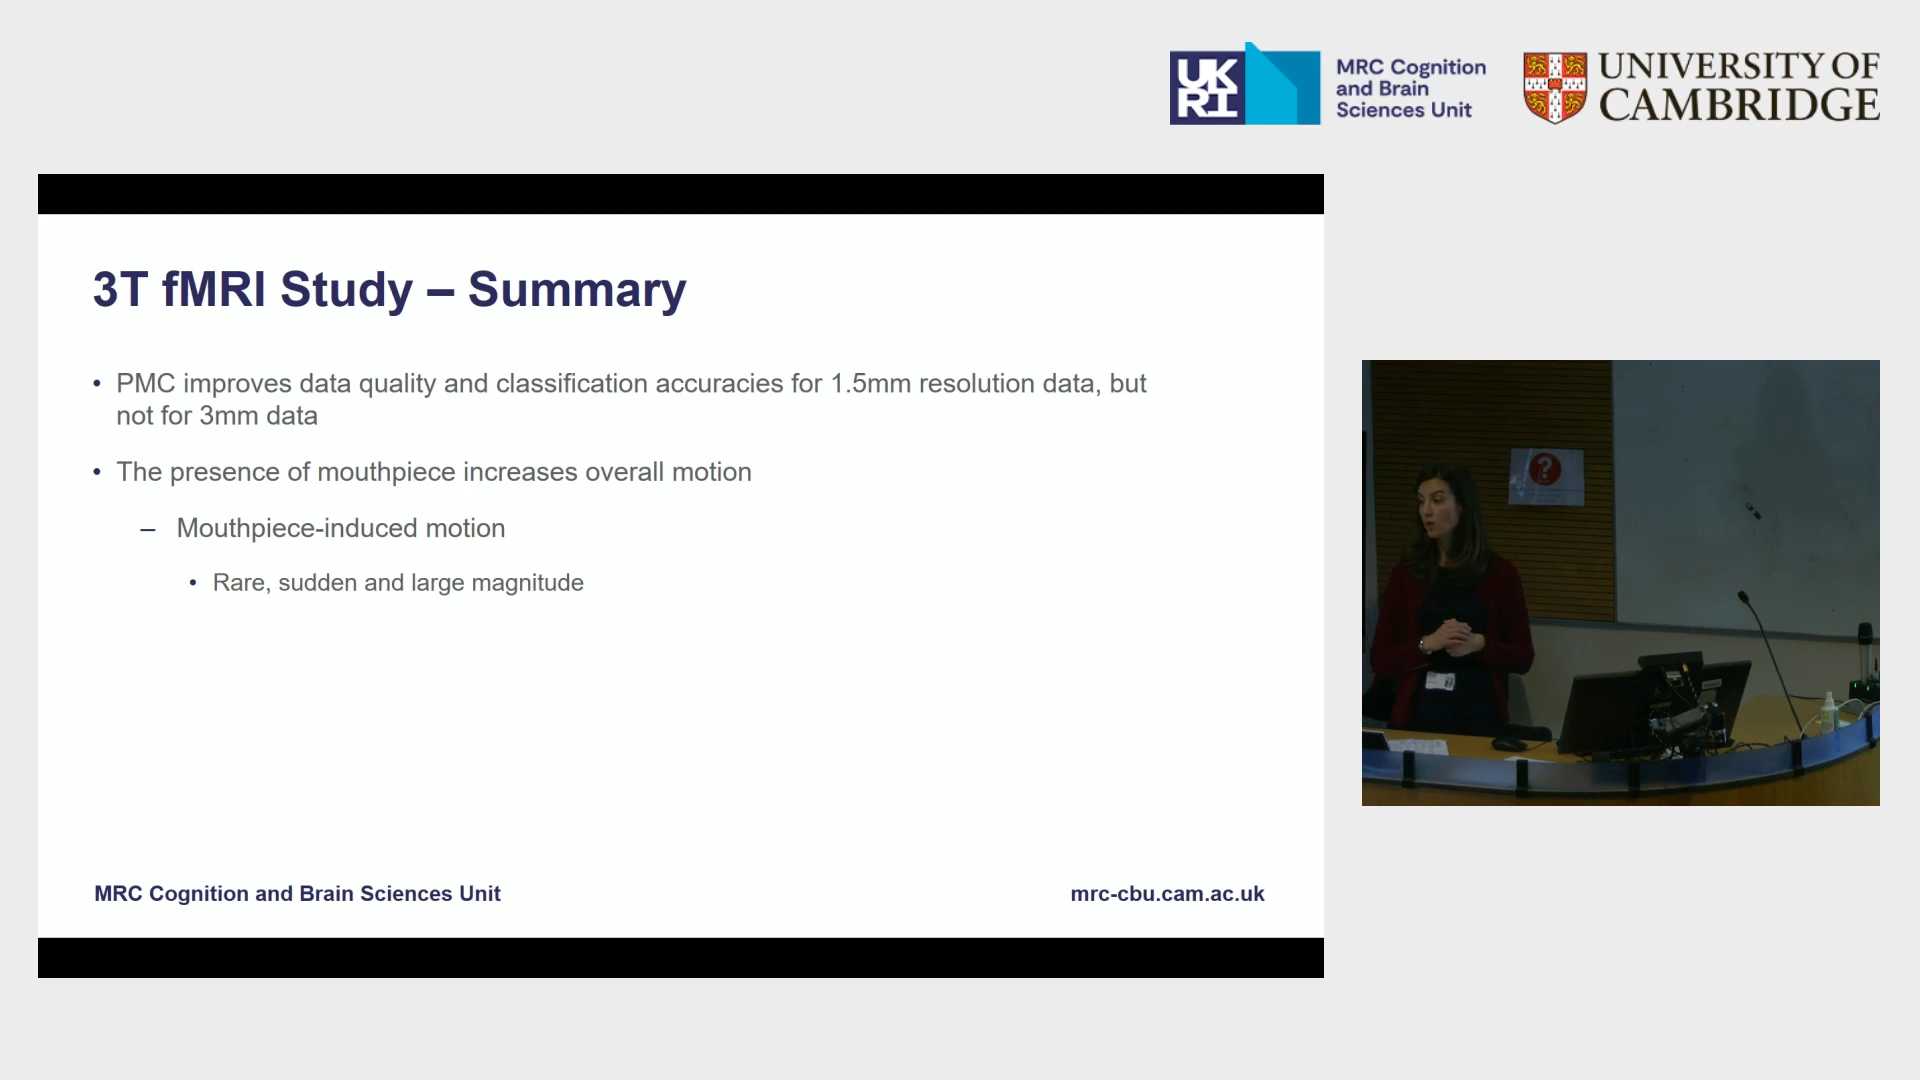 UK
RI
MRC Cognition
and Brain
Sciences Unit
UNIVERSITY OF
CAMBRIDGE
3T fMRI Study – Summary
• PMC improves data quality and classification accuracies for 1.5mm resolution data, but
not for 3mm data
• The presence of mouthpiece increases overall motion
– Mouthpiece-induced motion
• Rare, sudden and large magnitude
?
MRC Cognition and Brain Sciences Unit
mrc-cbu.cam.ac.uk